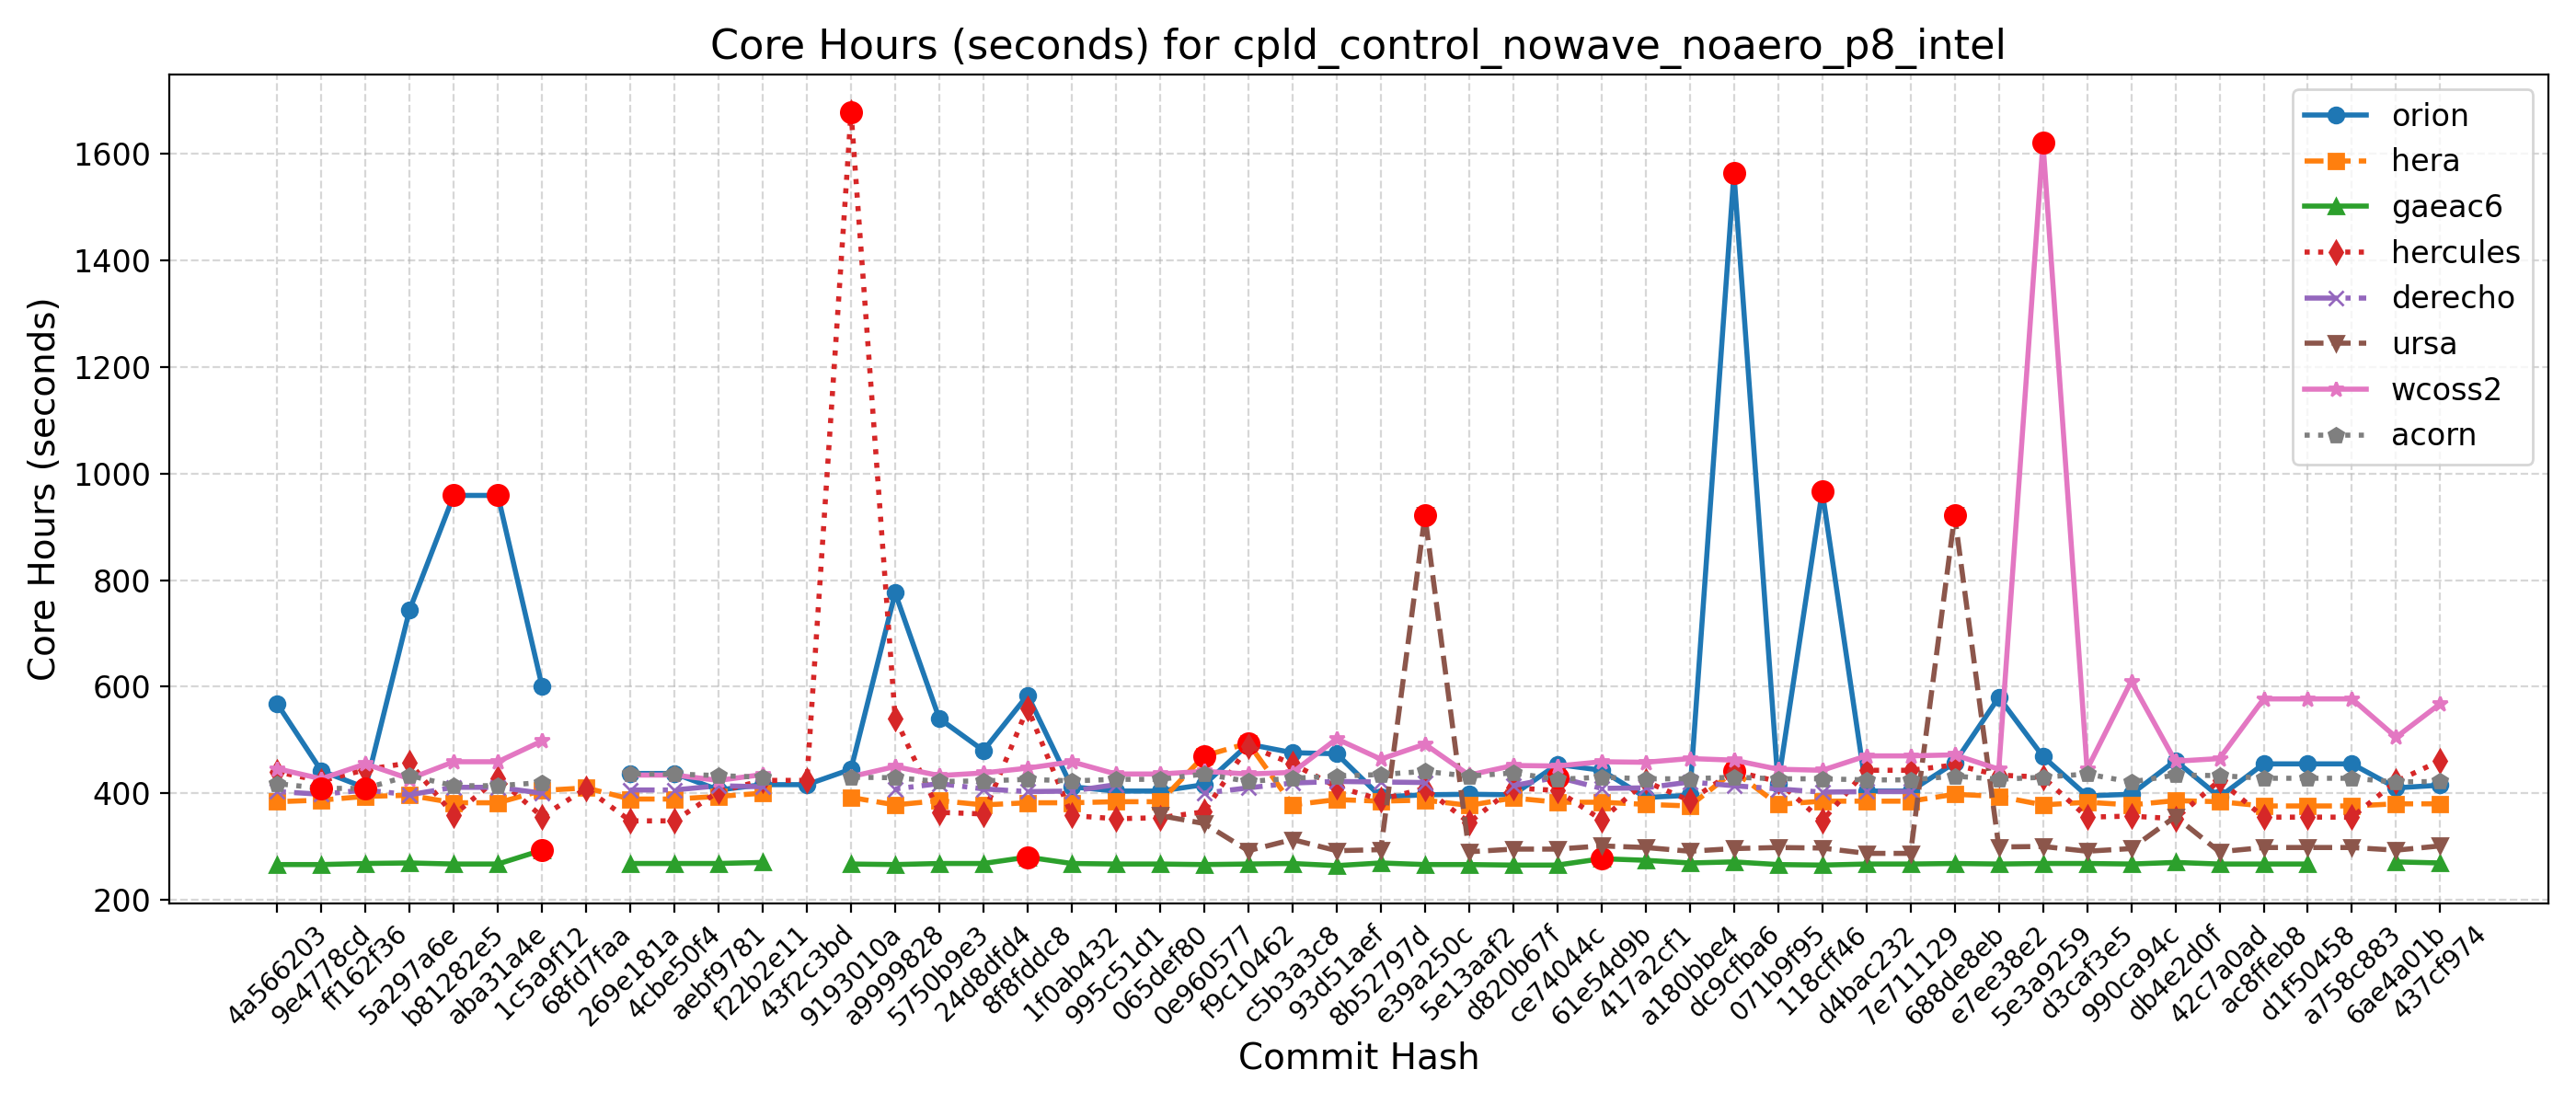 Core Hours (seconds) for cpld_control_nowave_noaero_p8_intel
Core Hours (seconds)
1600
1400
1200
1000
800
600
400
200
orion
hera
gaeac6
hercules
derecho
ursa
wcoss2
acorn
4a566203
9e4778cd
ff162f36
5a297a6e
b81282e5
aba31a4e
1c5a9f12
68fd7faa
269e181a
4cbe50f4
aebf9781
f22b2e11
43f2c3bd
9193010a
a9999828
5750b9e3
24d8dfd4
8f8fddc8
1f0ab432
995c51d1
065def80
0e960577
f9c10462
c5b3a3c8
93d51aef
8b52797d
e39a250c
5e13aaf2
d820b67f
ce74044c
61e54d9b
417a2cf1
a180bbe4
dc9cfba6
071b9f95
118cff46
d4bac232
7e711129
688de8eb
e7ee38e2
5e3a9259
d3caf3e5
990ca94c
db4e2d0f
42c7a0ad
ac8ffeb8
d1f50458
a758c883
6ae4a01b
437cf974
Commit Hash